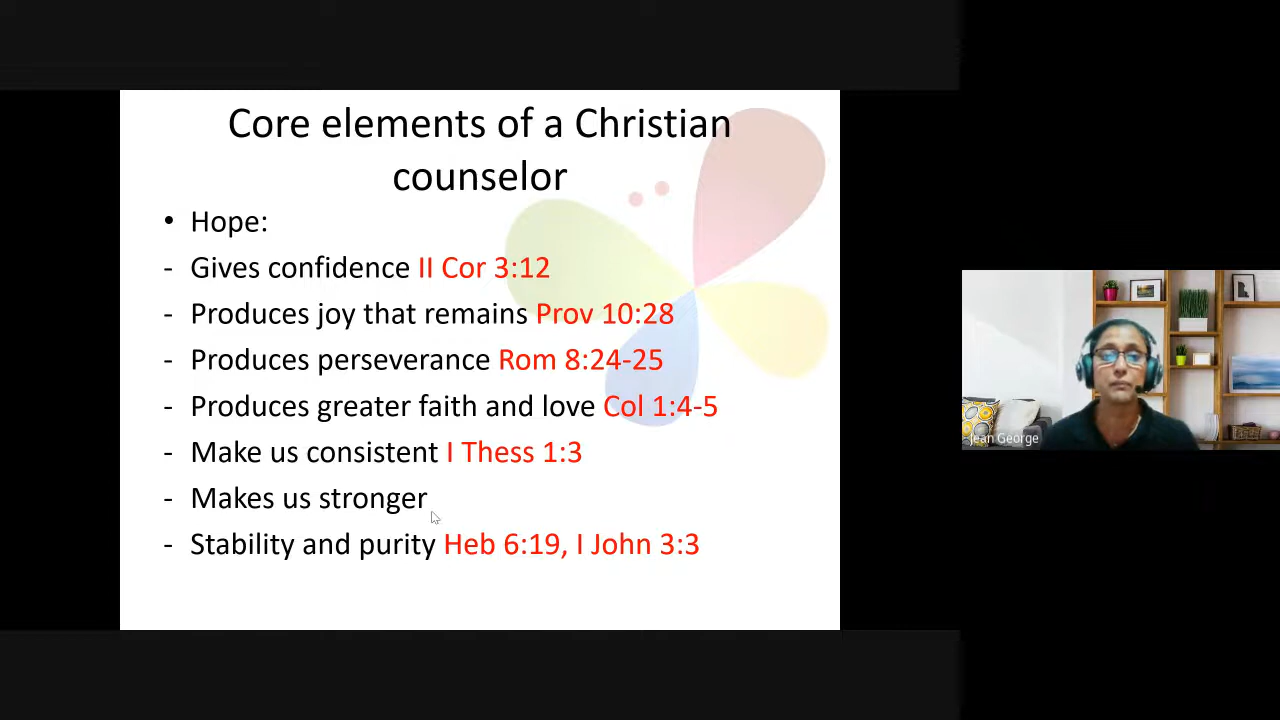 Core elements of a Christian
counselor
• Hope:
- Gives confidence II Cor 3:12
- Produces joy that remains Prov 10:28
- Produces perseverance Rom 8:24-25
- Produces greater faith and love Col 1:4-5
- Make us consistent I Thess 1:3
- Makes us stronger
- Stability and purity Heb 6:19, I John 3:3
Jean George